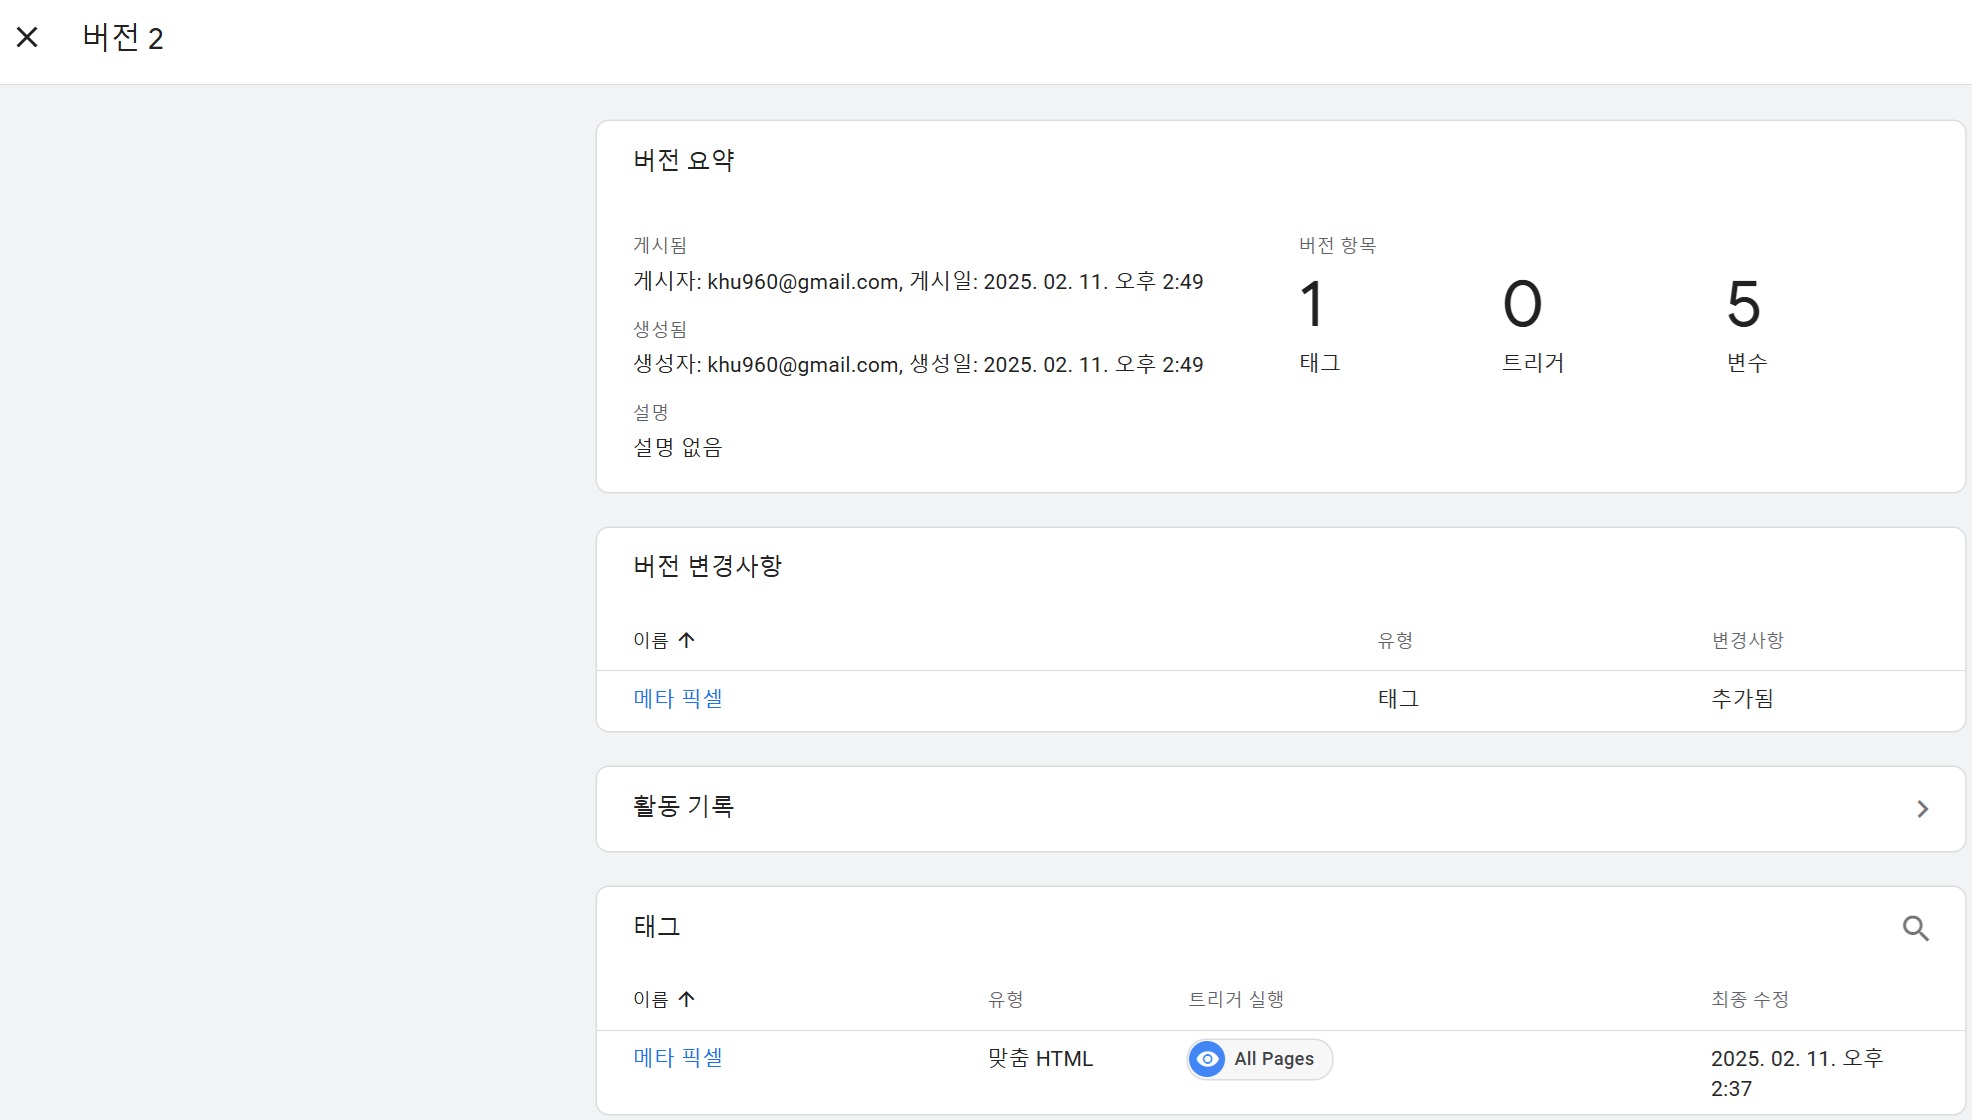 버전 2
버전 요약
게시됨
게시자: khu960@gmail.com, 게시일: 2025. 02. 11. 오후 2:49
생성됨
생성자: khu960@gmail.com, 생성일: 2025. 02. 11. 오후 2:49
설명
설명 없음
버전 항목
1 0 5
태그 트리거 변수
버전 변경사항
이름 유형 변경사항
메타 픽셀 태그 추가됨
활동 기록
태그
이름 유형 트리거 실행 최종 수정
메타 픽셀 맞춤 HTML All Pages 2025. 02. 11. 오후
2:37